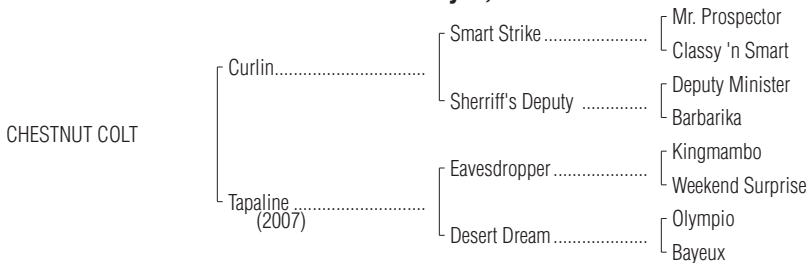 Mr. Prospector
Smart Strike .....................
Classy 'n Smart
Curlin..............................
Deputy Minister
Sherriff's Deputy .............
Barbarika
CHESTNUT COLT
Kingmambo
Eavesdropper ...................
Weekend Surprise
Tapaline ..........................
(2007)
Olympio
Desert Dream...................
Bayeux